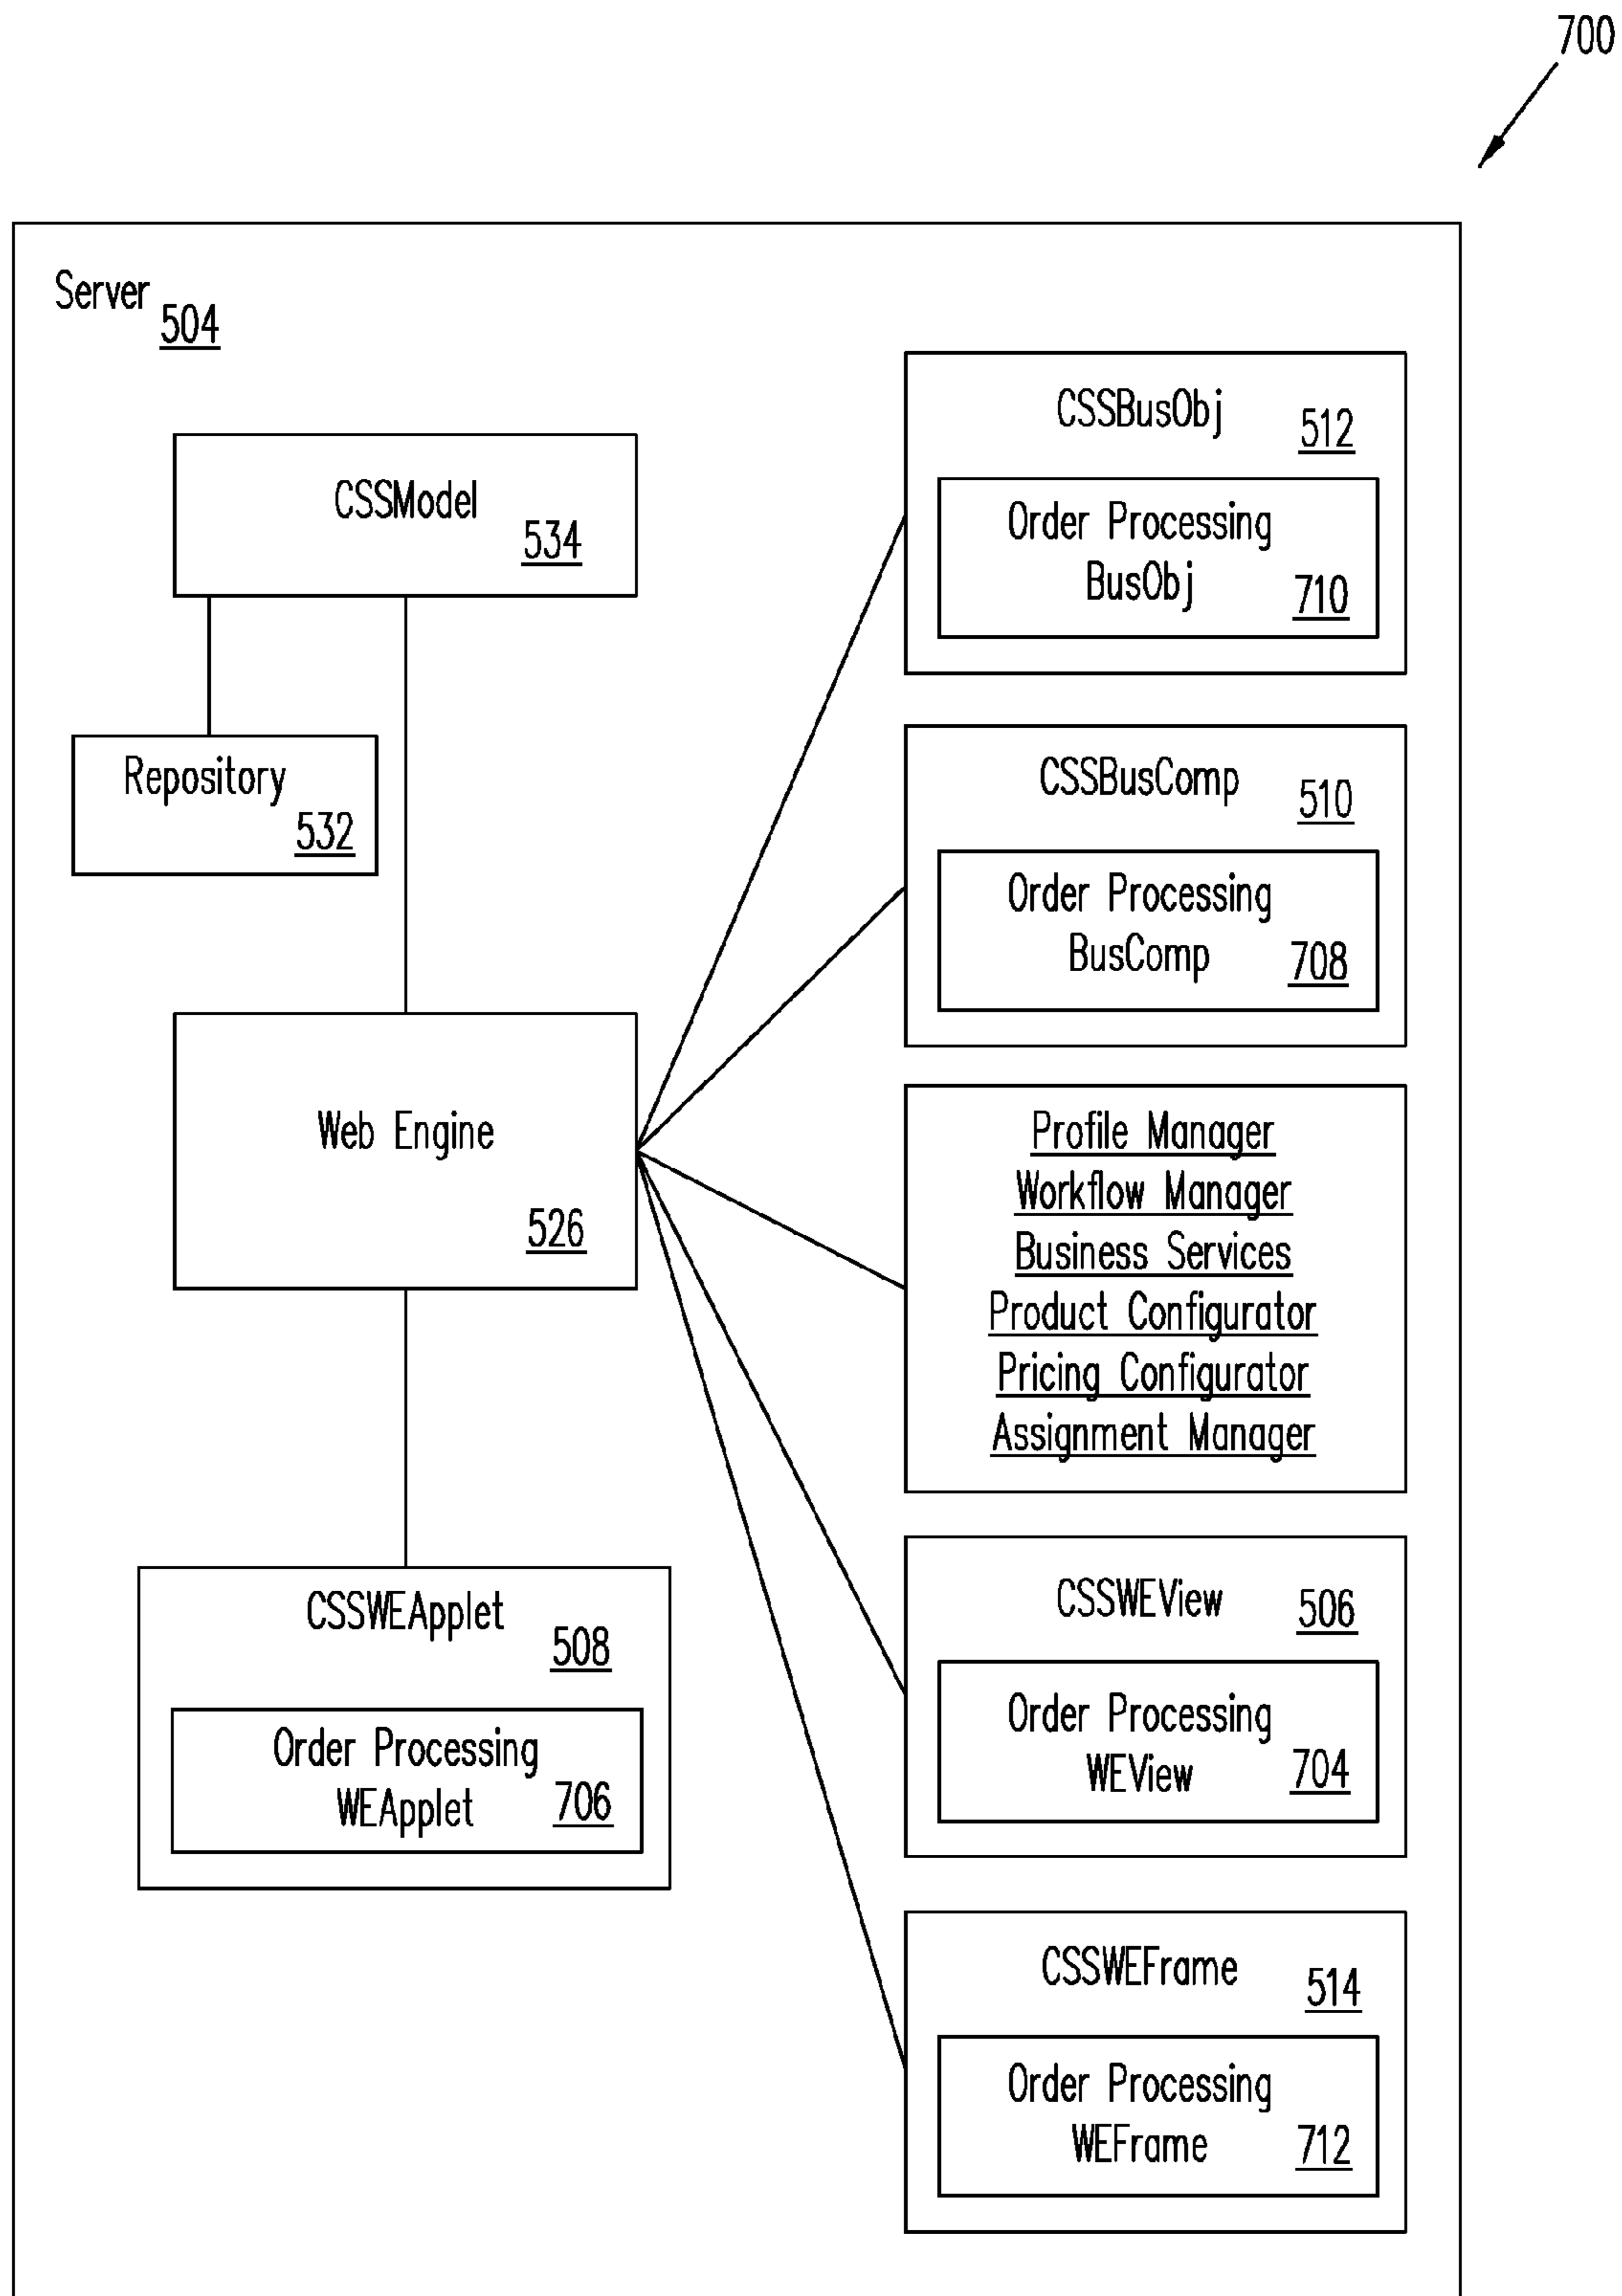 700
Server
504
CSSModel
534
Repository
532
Web Engine
526
CSSWEApplet
508
Order Processing
WEApplet
706
CSSBusObj
512
Order Processing
BusObj
710
CSSBusComp
510
Order Processing
BusComp
708
Profile Manager
Workflow Manager
Business Services
Product Configurator
Pricing Configurator
Assignment Manager
CSSWEView
506
Order Processing
WEView
704
CSSWEFrame
514
Order Processing
WEFrame
712